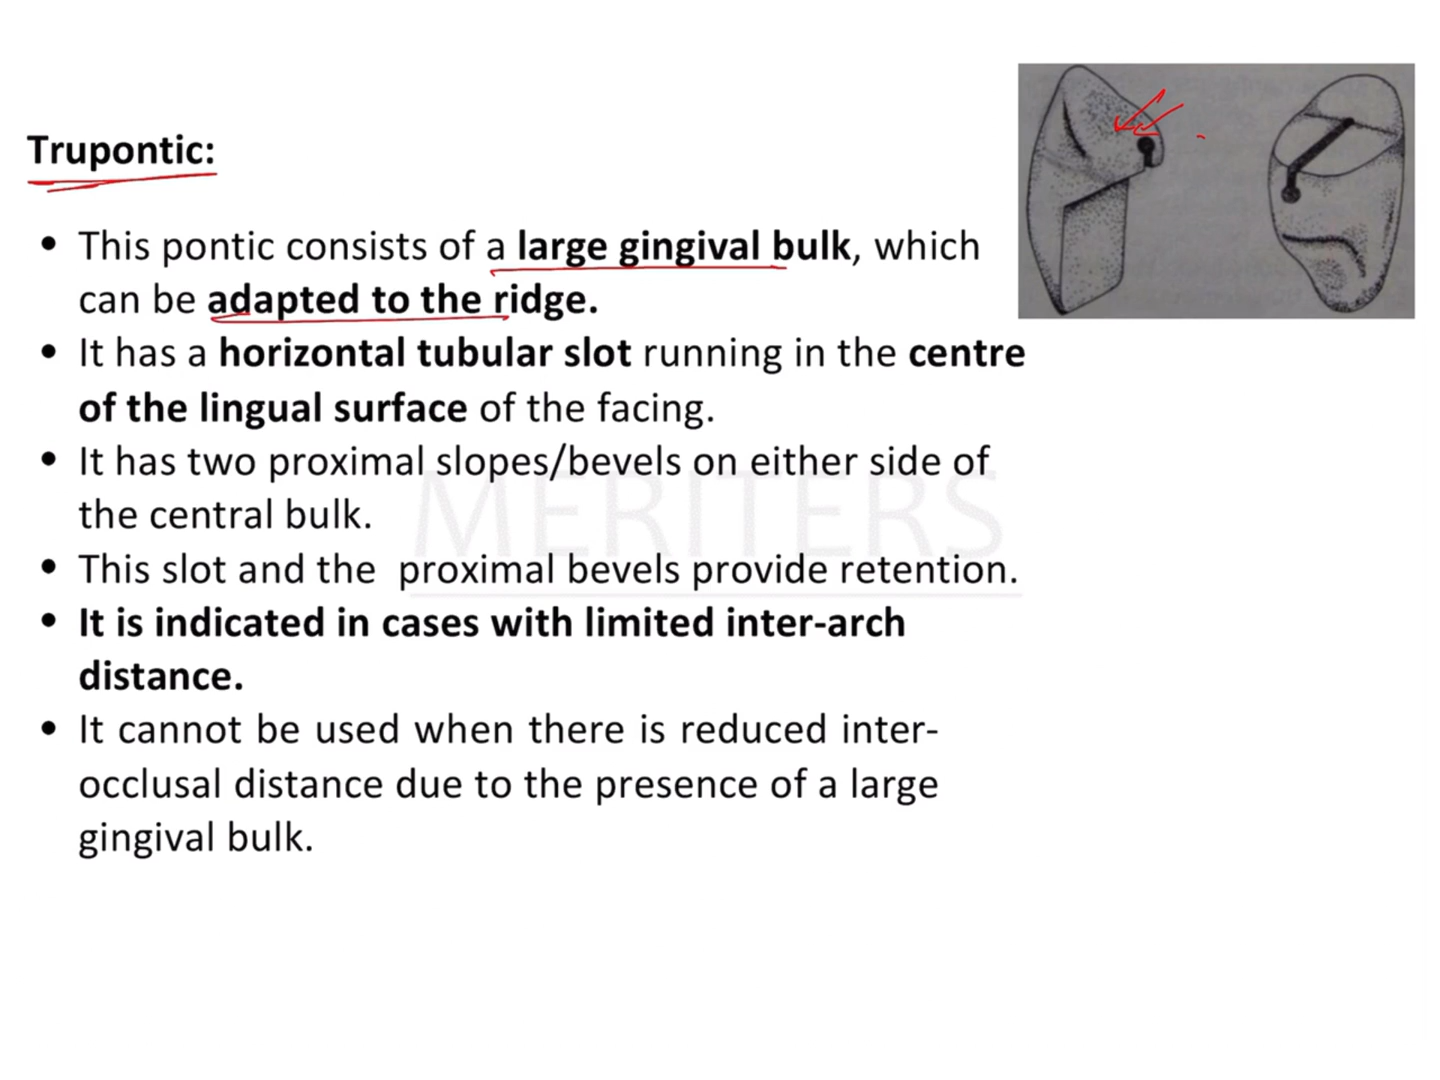 Trupontic:
• This pontic consists of a large gingival bulk, which
can be adapted to the ridge.
• It has a horizontal tubular slot running in the centre
of the lingual surface of the facing.
• It has two proximal slopes/bevels on either side of
the central bulk.
• This slot and the proximal bevels provide retention.
• It is indicated in cases with limited inter-arch
distance.
• It cannot be used when there is reduced inter-
occlusal distance due to the presence of a large
gingival bulk.
MERITERS